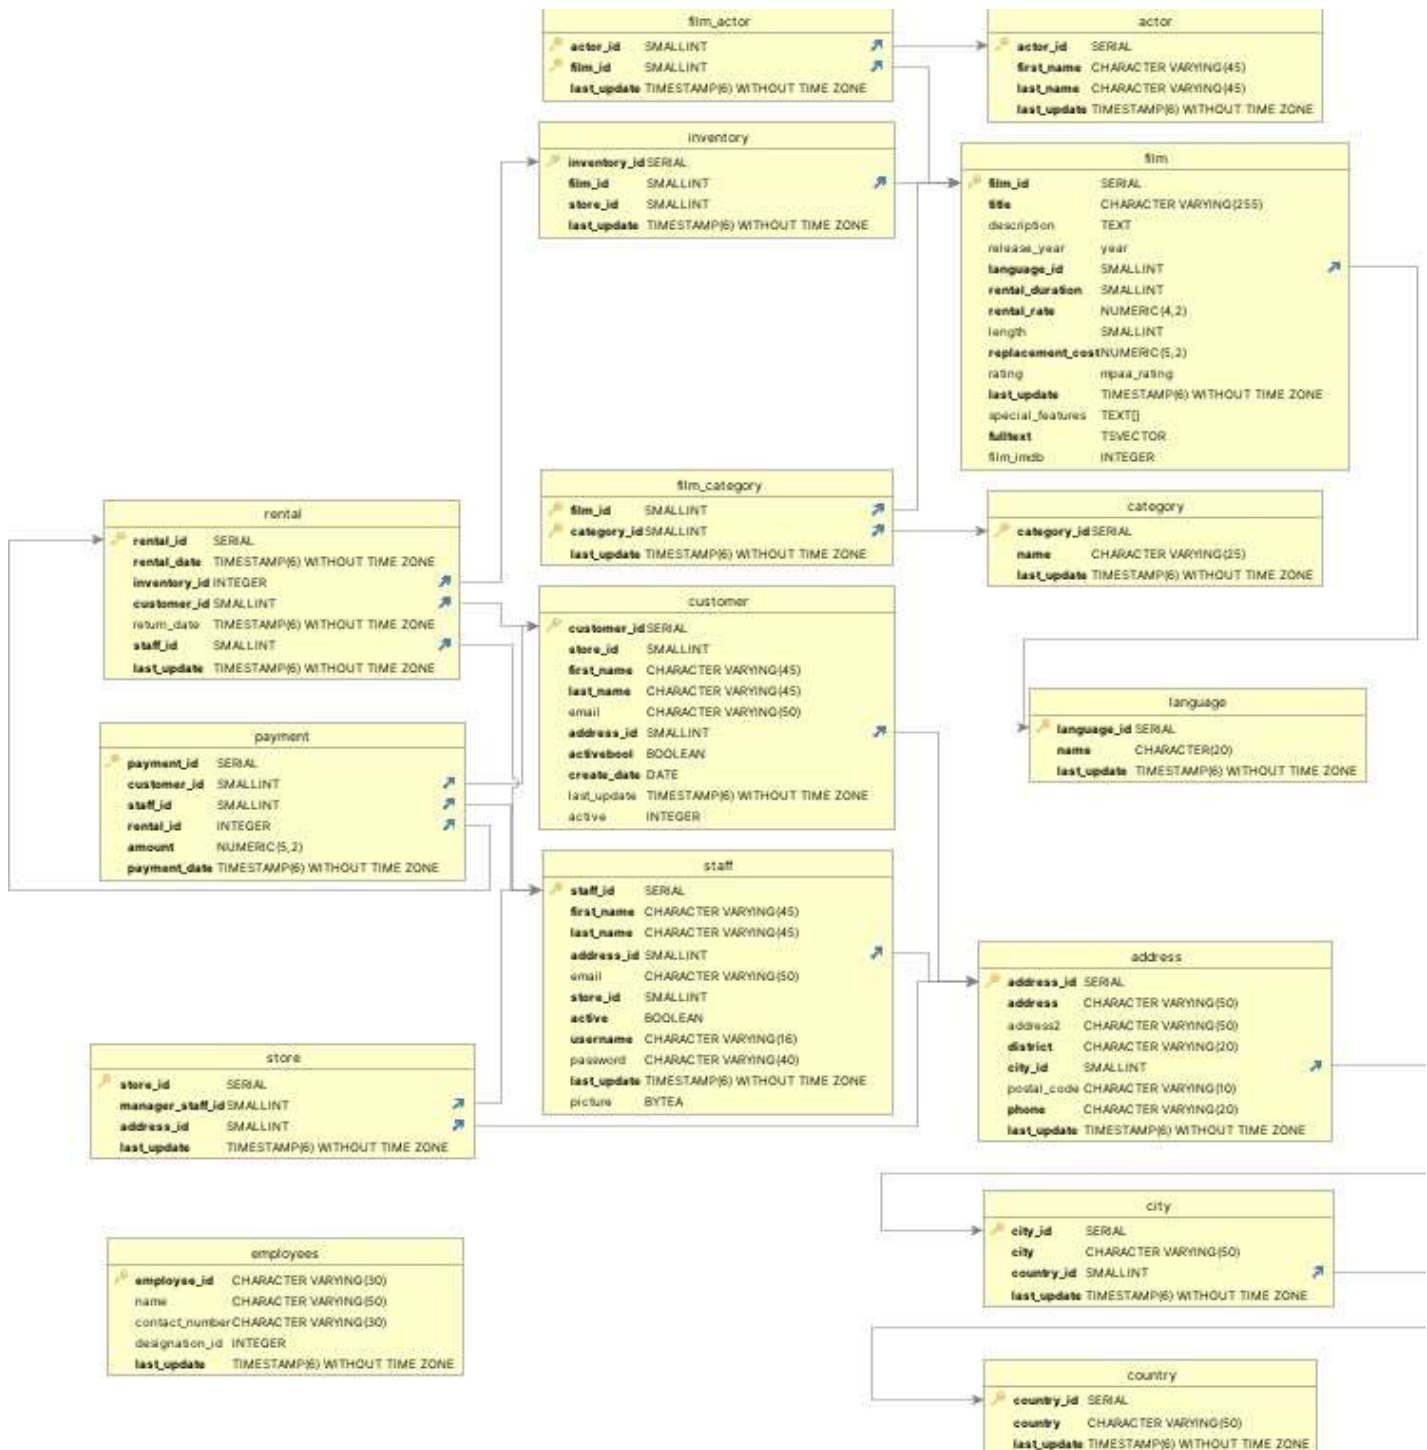 film_actor
actor_id SMALLINT
film_id SMALLINT
last_update TIMESTAMP(6) WITHOUT TIME ZONE
actor
actor_id SERIAL
first_name CHARACTER VARYING(45)
last_name CHARACTER VARYING(45)
last_update TIMESTAMP(6) WITHOUT TIME ZONE
inventory
inventory_id SERIAL
film_id SMALLINT
store_id SMALLINT
last_update TIMESTAMP(6) WITHOUT TIME ZONE
film
film_id SERIAL
title CHARACTER VARYING(255)
description TEXT
release_year year
language_id SMALLINT
rental_duration SMALLINT
rental_rate NUMERIC(4,2)
length SMALLINT
replacement_cost NUMERIC(5,2)
rating mpaa_rating
last_update TIMESTAMP(6) WITHOUT TIME ZONE
special_features TEXT[]
fulltext TSVECTOR
film_imdb INTEGER
film_category
film_id SMALLINT
category_id SMALLINT
last_update TIMESTAMP(6) WITHOUT TIME ZONE
category
category_id SERIAL
name CHARACTER VARYING(25)
last_update TIMESTAMP(6) WITHOUT TIME ZONE
rental
rental_id SERIAL
rental_date TIMESTAMP(6) WITHOUT TIME ZONE
inventory_id INTEGER
customer_id SMALLINT
return_date TIMESTAMP(6) WITHOUT TIME ZONE
staff_id SMALLINT
last_update TIMESTAMP(6) WITHOUT TIME ZONE
customer
customer_id SERIAL
store_id SMALLINT
first_name CHARACTER VARYING(45)
last_name CHARACTER VARYING(45)
email CHARACTER VARYING(50)
address_id SMALLINT
activebool BOOLEAN
create_date DATE
last_update TIMESTAMP(6) WITHOUT TIME ZONE
active INTEGER
language
language_id SERIAL
name CHARACTER(20)
last_update TIMESTAMP(6) WITHOUT TIME ZONE
payment
payment_id SERIAL
customer_id SMALLINT
staff_id SMALLINT
rental_id INTEGER
amount NUMERIC(5,2)
payment_date TIMESTAMP(6) WITHOUT TIME ZONE
staff
staff_id SERIAL
first_name CHARACTER VARYING(45)
last_name CHARACTER VARYING(45)
address_id SMALLINT
email CHARACTER VARYING(50)
store_id SMALLINT
active BOOLEAN
username CHARACTER VARYING(16)
password CHARACTER VARYING(40)
last_update TIMESTAMP(6) WITHOUT TIME ZONE
picture BYTEA
address
address_id SERIAL
address CHARACTER VARYING(50)
address2 CHARACTER VARYING(50)
district CHARACTER VARYING(20)
city_id SMALLINT
postal_code CHARACTER VARYING(10)
phone CHARACTER VARYING(20)
last_update TIMESTAMP(6) WITHOUT TIME ZONE
store
store_id SERIAL
manager_staff_id SMALLINT
address_id SMALLINT
last_update TIMESTAMP(6) WITHOUT TIME ZONE
city
city_id SERIAL
city CHARACTER VARYING(50)
country_id SMALLINT
last_update TIMESTAMP(6) WITHOUT TIME ZONE
employees
employee_id CHARACTER VARYING(30)
name CHARACTER VARYING(50)
contact_number CHARACTER VARYING(30)
designation_id INTEGER
last_update TIMESTAMP(6) WITHOUT TIME ZONE
country
country_id SERIAL
country CHARACTER VARYING(50)
last_update TIMESTAMP(6) WITHOUT TIME ZONE